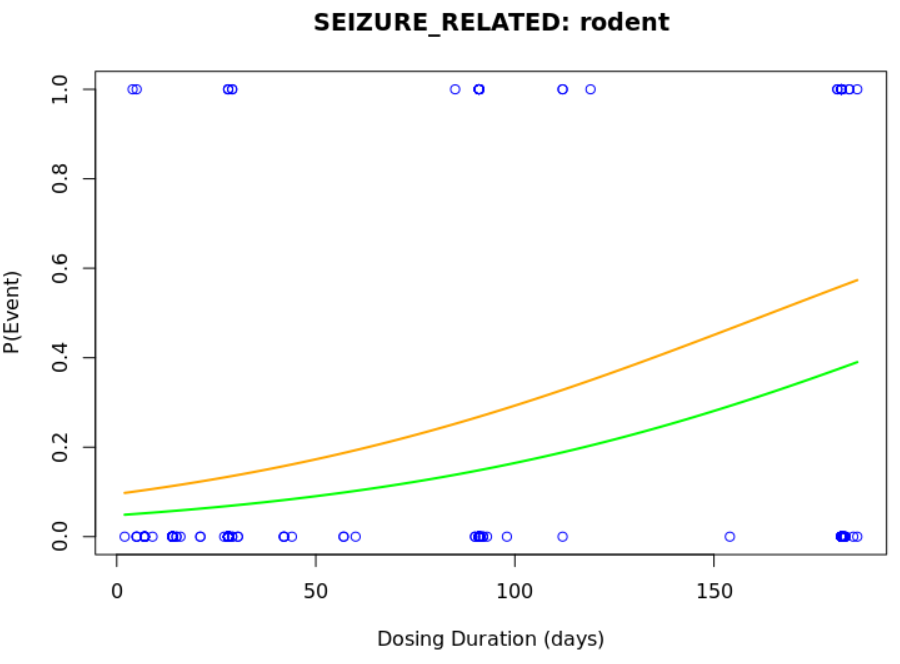 SEIZURE_RELATED: rodent
P(Event)
1.0
0.8
0.6
0.4
0.2
0.0
0 50 100 150
Dosing Duration (days)